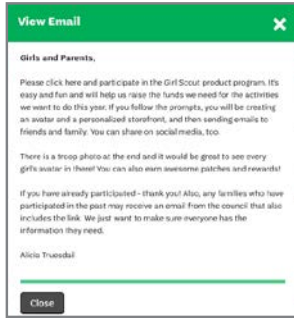 View Email
Girls and Parents,
Please click here and participate in the Girl Scout product program. It's
easy and fun and will help us raise the funds we need for the activities
we want to do this year. If you follow the prompts, you will be creating
an avatar and a personalized storefront, and then sending emails to
friends and family. You can share on social media, too.
There is a troop photo at the end and it would be great to see every
girl's avatar in there! You can also earn awesome patches and rewards!
If you have already participated - thank you! Also, any families who have
participated in the past may receive an email from the council that also
includes the link. We just want to make sure everyone has the
information they need.
Alicia Truesdail
Close